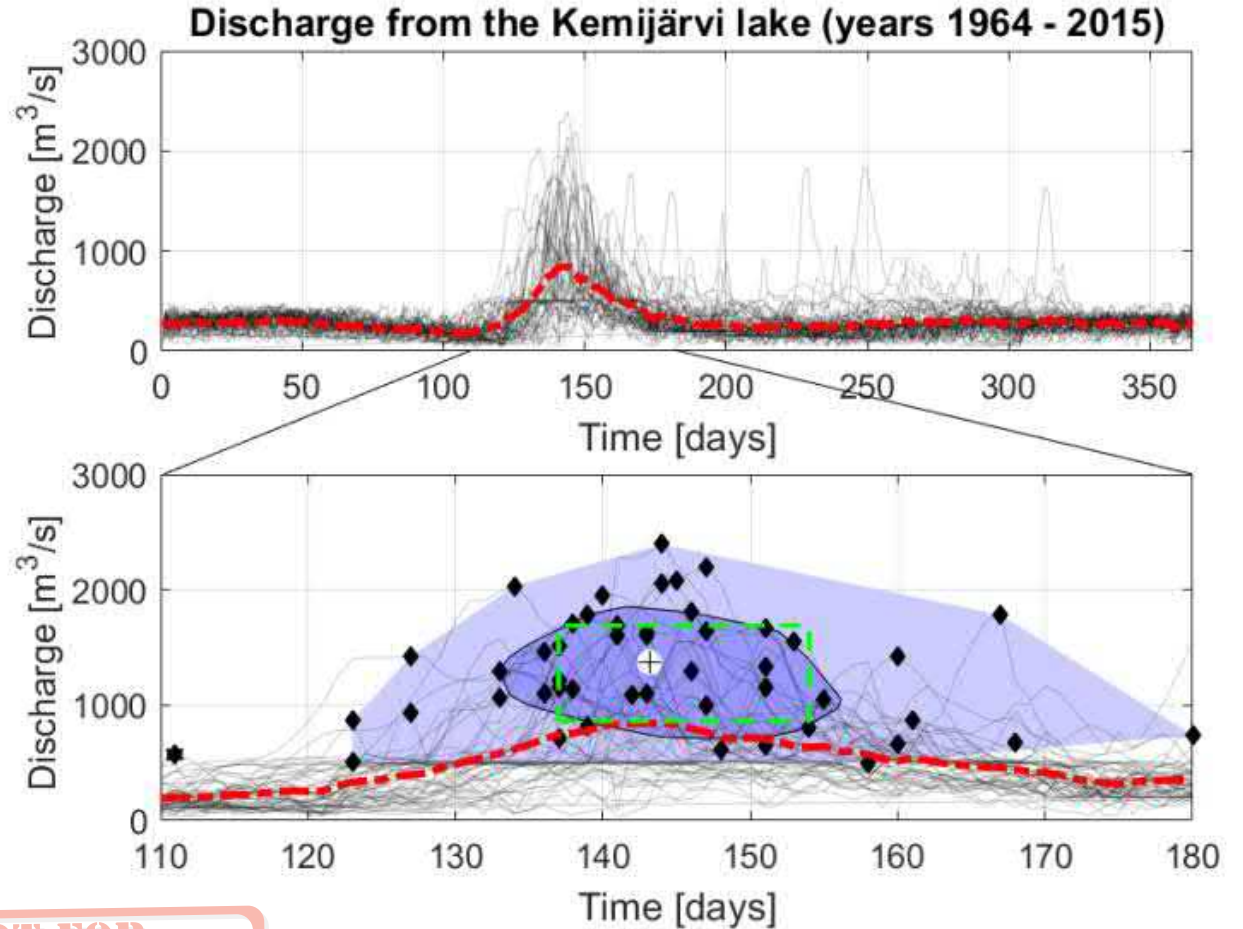 Discharge from the Kemijärvi lake (years 1964 - 2015)
Discharge [m³/s]
3000
2000
1000
0
0 50 100 150 200 250 300 350
Time [days]
Discharge [m³/s]
3000
2000
1000
0
110 120 130 140 150 160 170 180
Time [days]